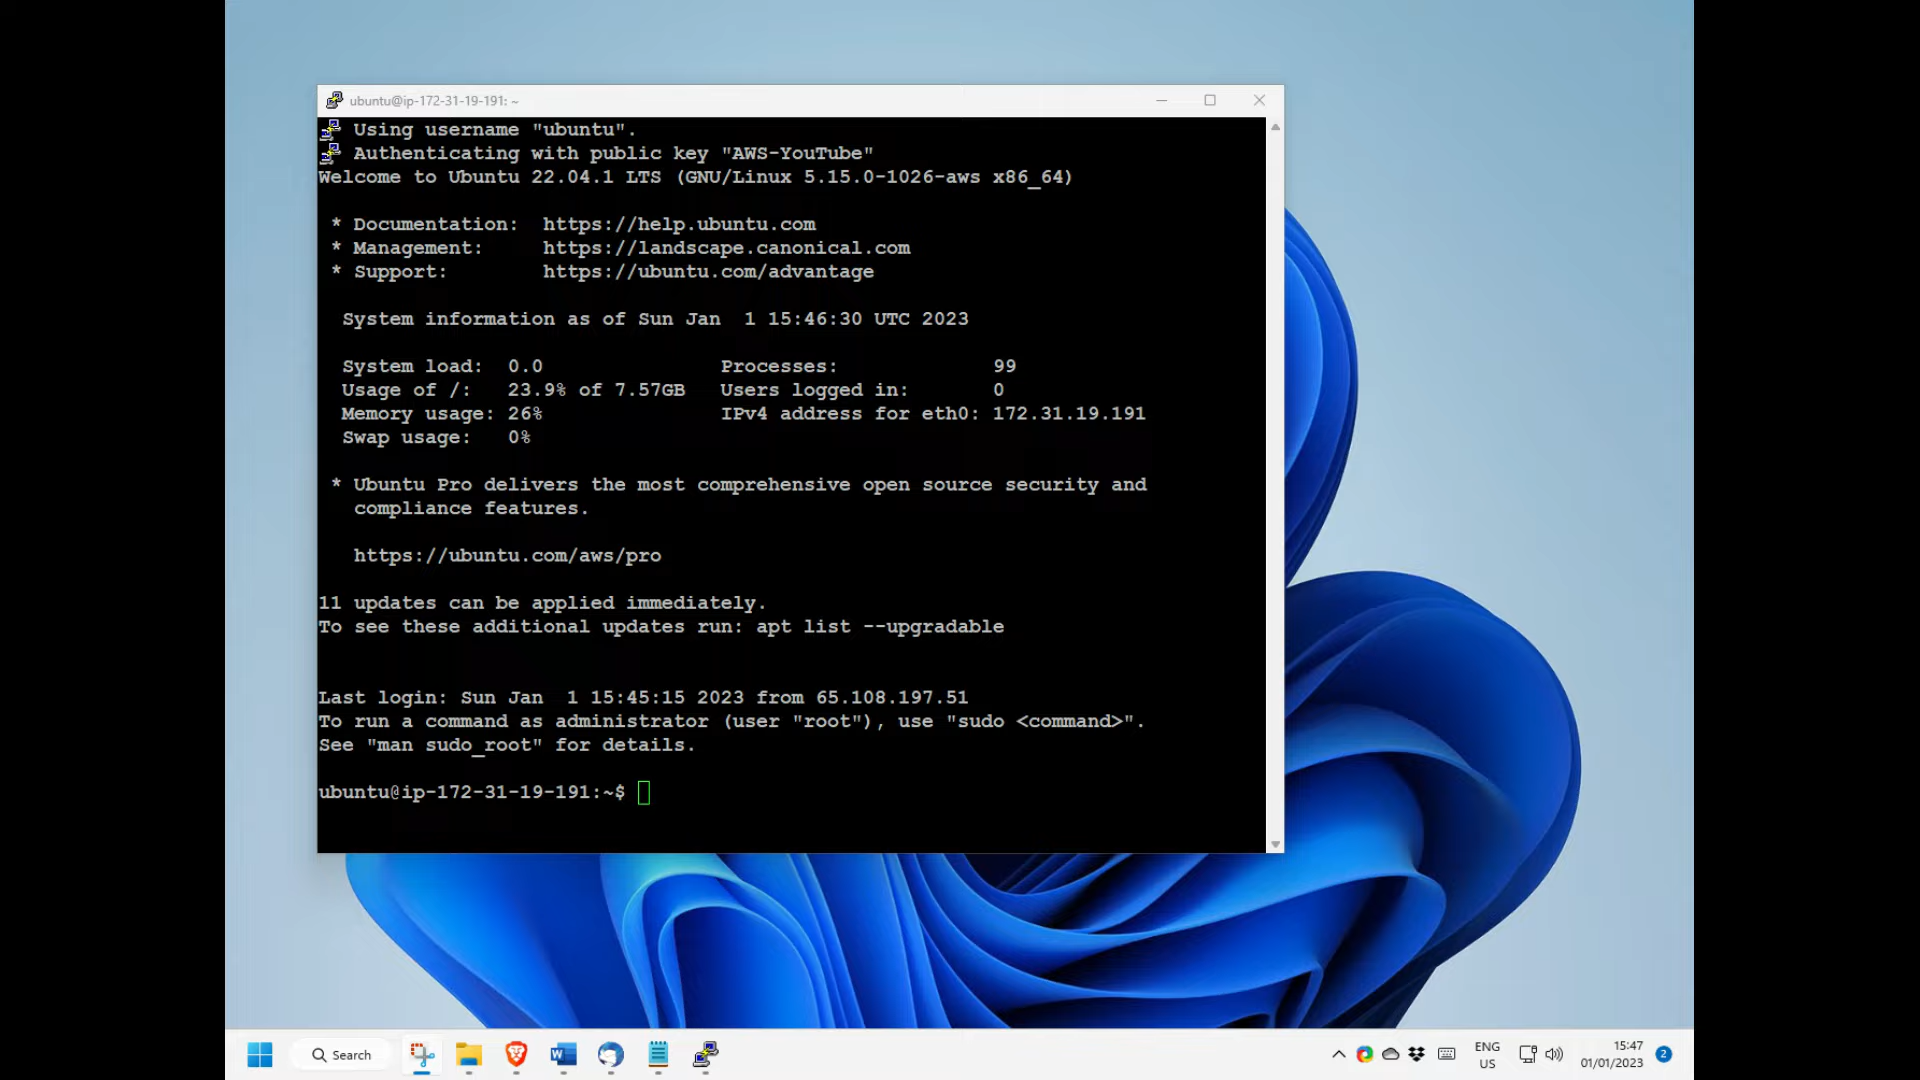 ubuntu@ip-172-31-19-191: ~
Using username "ubuntu".
Authenticating with public key "AWS-YouTube"
Welcome to Ubuntu 22.04.1 LTS (GNU/Linux 5.15.0-1026-aws x86_64)
* Documentation:  https://help.ubuntu.com
* Management:     https://landscape.canonical.com
* Support:        https://ubuntu.com/advantage
System information as of Sun Jan  1 15:46:30 UTC 2023
System load:  0.0               Processes:             99
Usage of /:   23.9% of 7.57GB   Users logged in:       0
Memory usage: 26%               IPv4 address for eth0: 172.31.19.191
Swap usage:   0%
* Ubuntu Pro delivers the most comprehensive open source security and
compliance features.
https://ubuntu.com/aws/pro
11 updates can be applied immediately.
To see these additional updates run: apt list --upgradable
Last login: Sun Jan  1 15:45:15 2023 from 65.108.197.51
To run a command as administrator (user "root"), use "sudo <command>".
See "man sudo_root" for details.
ubuntu@ip-172-31-19-191:~$
Search
W
ENG
US
15:47
01/01/2023
2